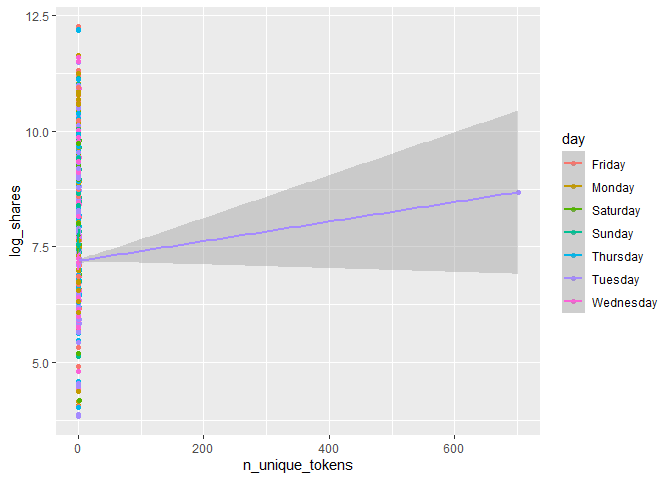 12.5
10.0
7.5
5.0
log_shares
0
200
400
600
n_unique_tokens
day
Friday
Monday
Saturday
Sunday
Thursday
Tuesday
Wednesday